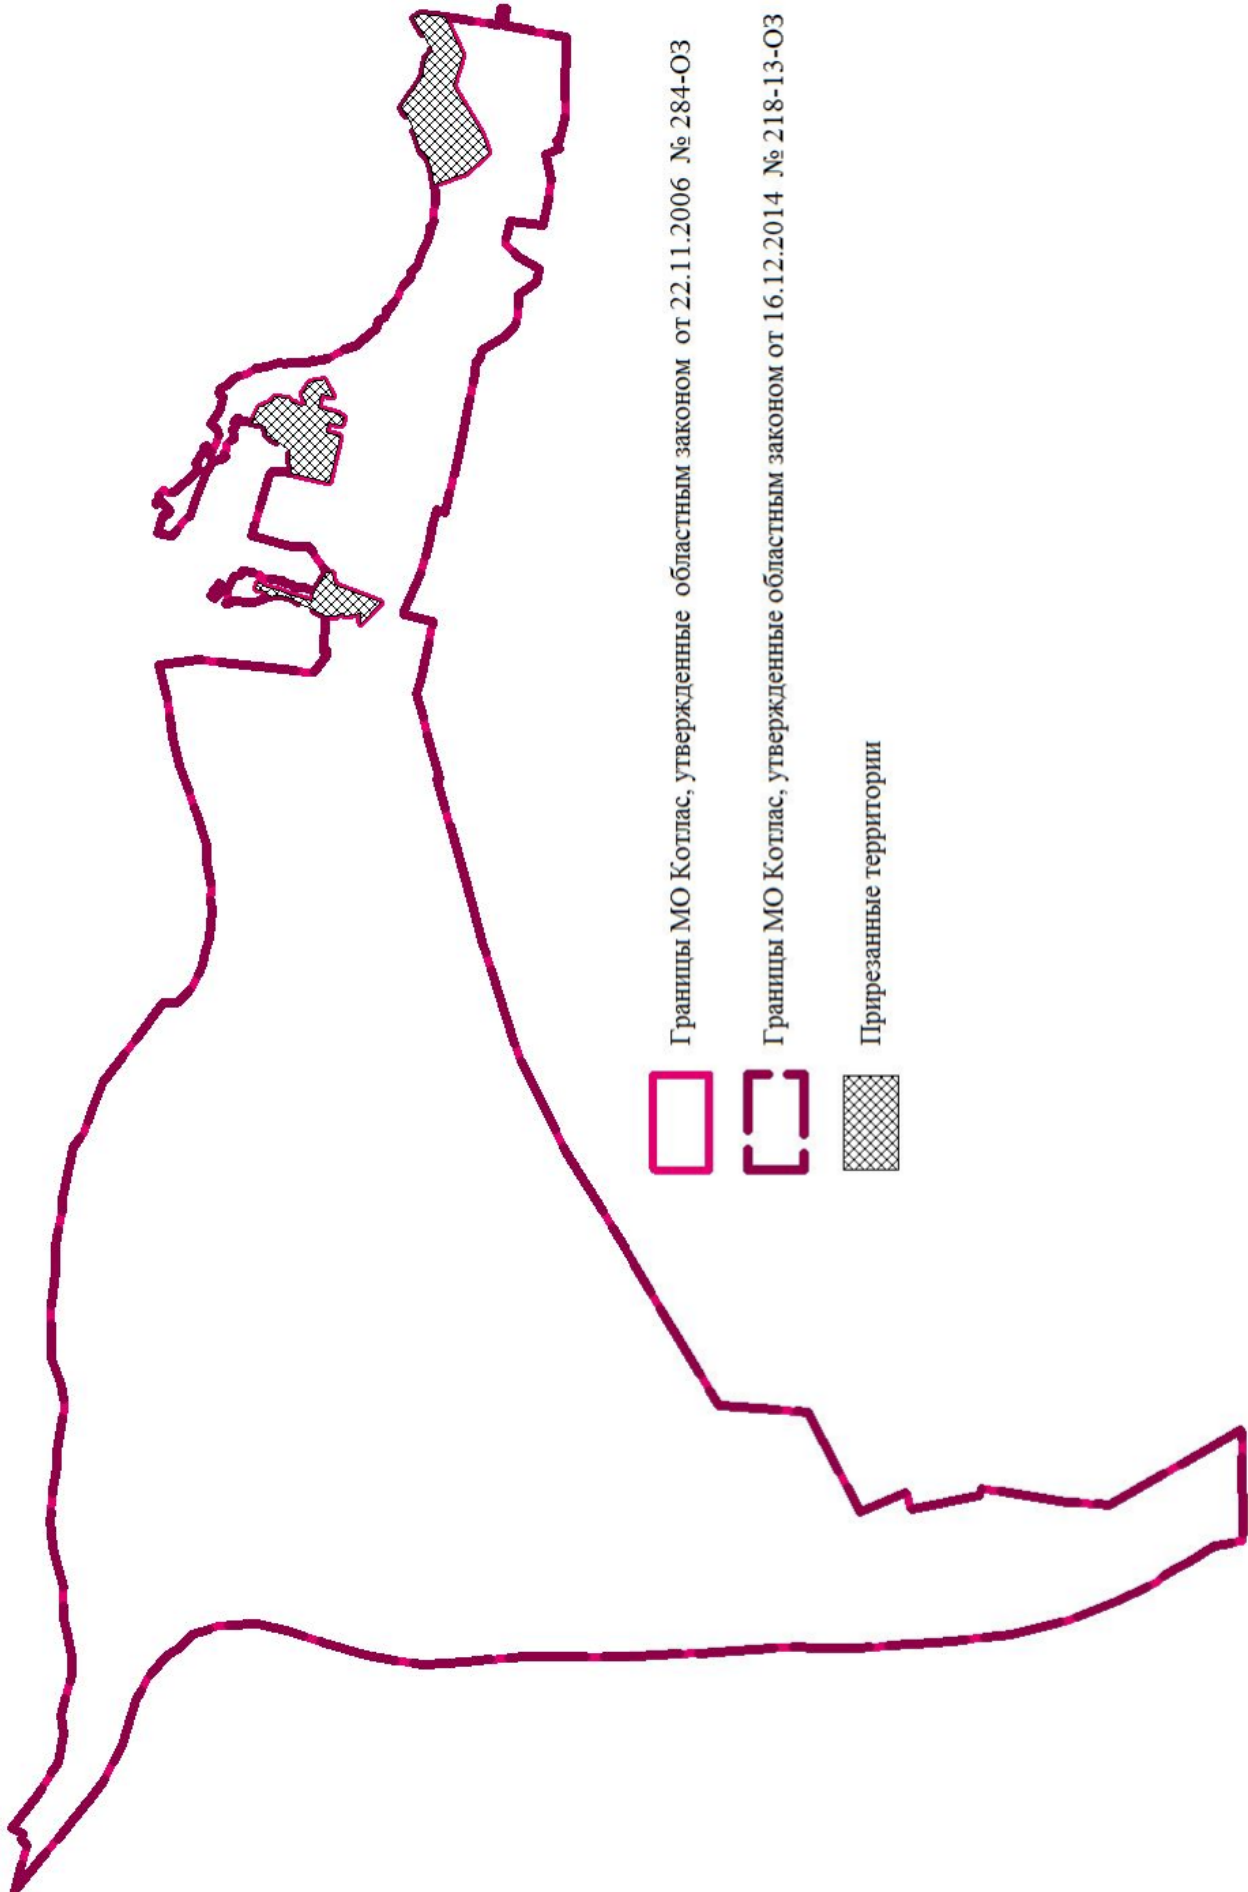 Границы МО Котлас, утвержденные областным законом от 22.11.2006 № 284-ОЗ
Границы МО Котлас, утвержденные областным законом от 16.12.2014 № 218-13-ОЗ
Прирезанные территории